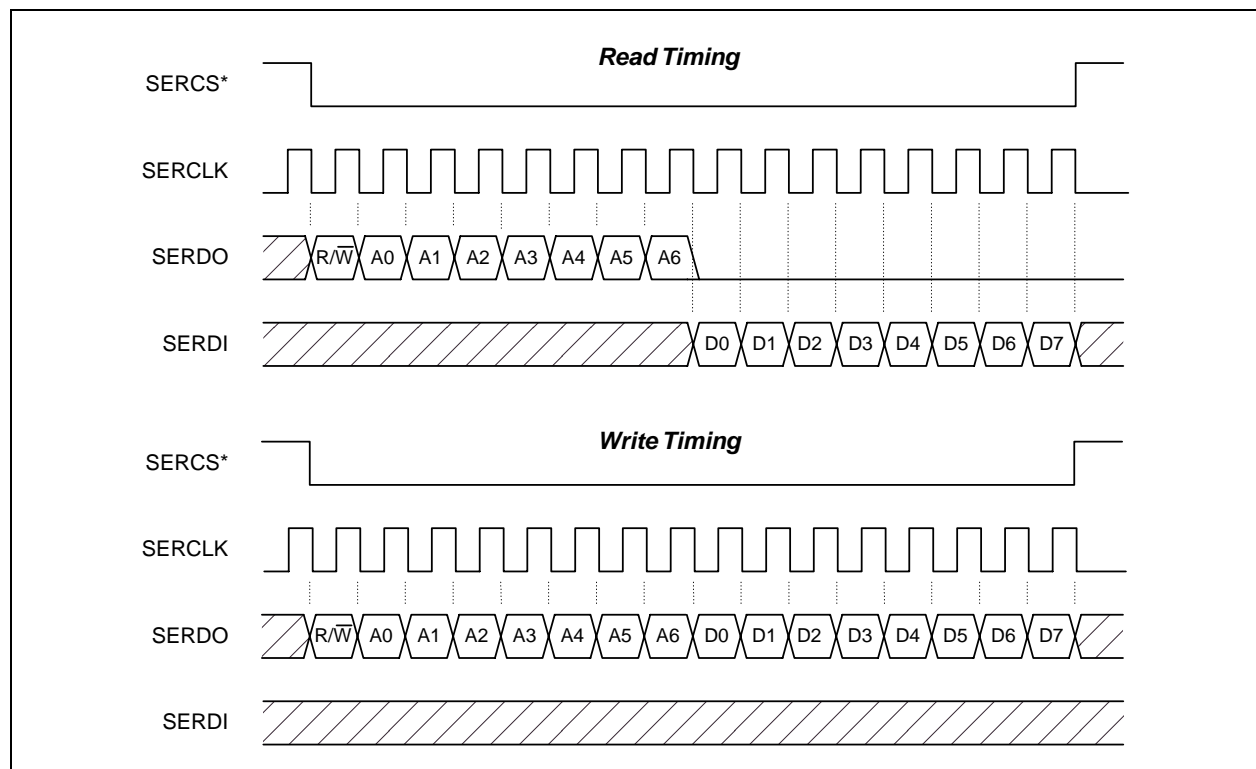 Read Timing
SERCS*
SERCLK
SERDO R/W̅ A0 A1 A2 A3 A4 A5 A6
SERDI D0 D1 D2 D3 D4 D5 D6 D7
Write Timing
SERCS*
SERCLK
SERDO R/W̅ A0 A1 A2 A3 A4 A5 A6 D0 D1 D2 D3 D4 D5 D6 D7
SERDI